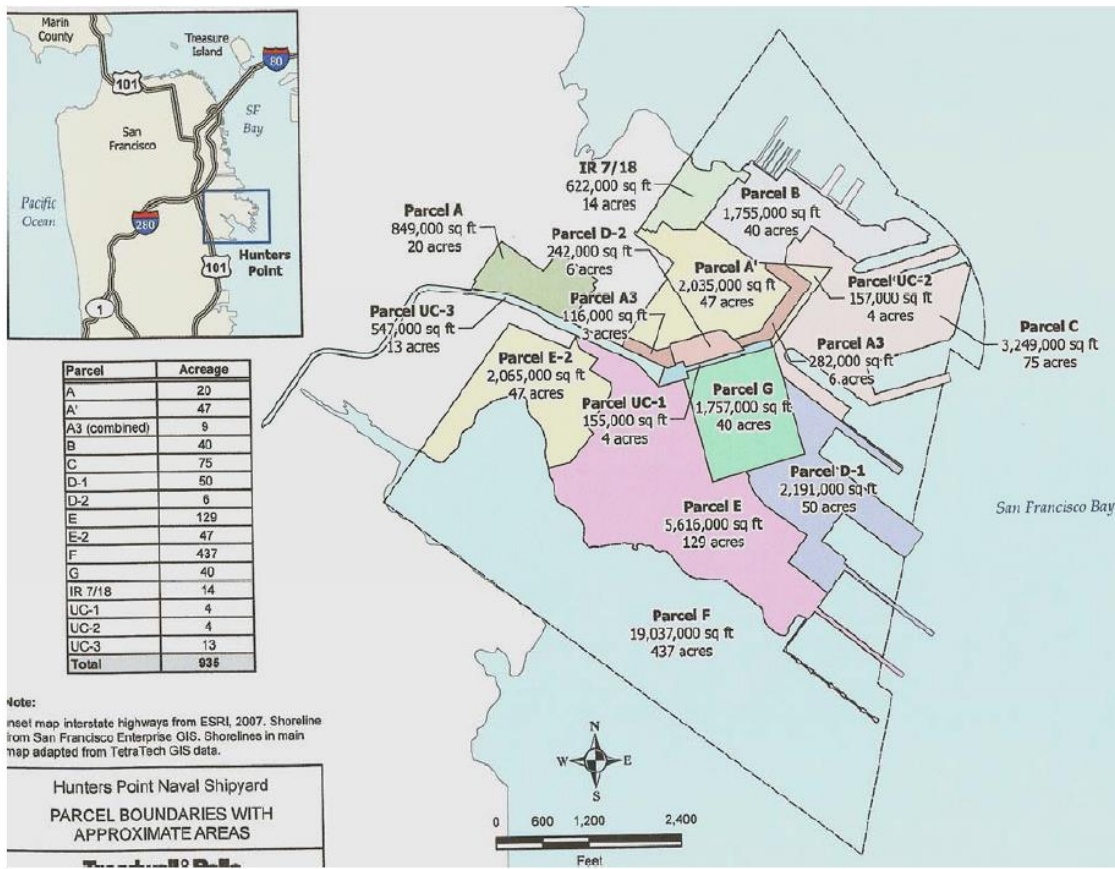 Marin
County
Treasure
Island
80
101
SF
Bay
San
Francisco
Pacific
Ocean
280
Hunters
Point
101
1
IR 7/18
622,000 sq ft
14 acres
Parcel B
1,755,000 sq ft
40 acres
Parcel A
849,000 sq ft
20 acres
Parcel D-2
242,000 sq ft
6 acres
Parcel A'
2,035,000 sq ft
47 acres
Parcel UC-2
157,000 sq ft
4 acres
Parcel UC-3
547,000 sq ft
13 acres
Parcel A3
116,000 sq ft
3 acres
Parcel C
3,249,000 sq ft
75 acres
Parcel A3
282,000 sq ft
6 acres
Parcel E-2
2,065,000 sq ft
47 acres
Parcel G
1,757,000 sq ft
40 acres
Parcel UC-1
155,000 sq ft
4 acres
Parcel D-1
2,191,000 sq ft
50 acres
Parcel E
5,616,000 sq ft
129 acres
San Francisco Bay
Parcel F
19,037,000 sq ft
437 acres
Parcel Acreage
A 20
A' 47
A3 (combined) 9
B 40
C 75
D-1 50
D-2 6
E 129
E-2 47
F 437
G 40
IR 7/18 14
UC-1 4
UC-2 4
UC-3 13
Total 935
Note:
Inset map interstate highways from ESRI, 2007. Shoreline
from San Francisco Enterprise GIS. Shorelines in main
map adapted from TetraTech GIS data.
Hunters Point Naval Shipyard
PARCEL BOUNDARIES WITH
APPROXIMATE AREAS
N
W E
S
0 600 1,200 2,400
Feet